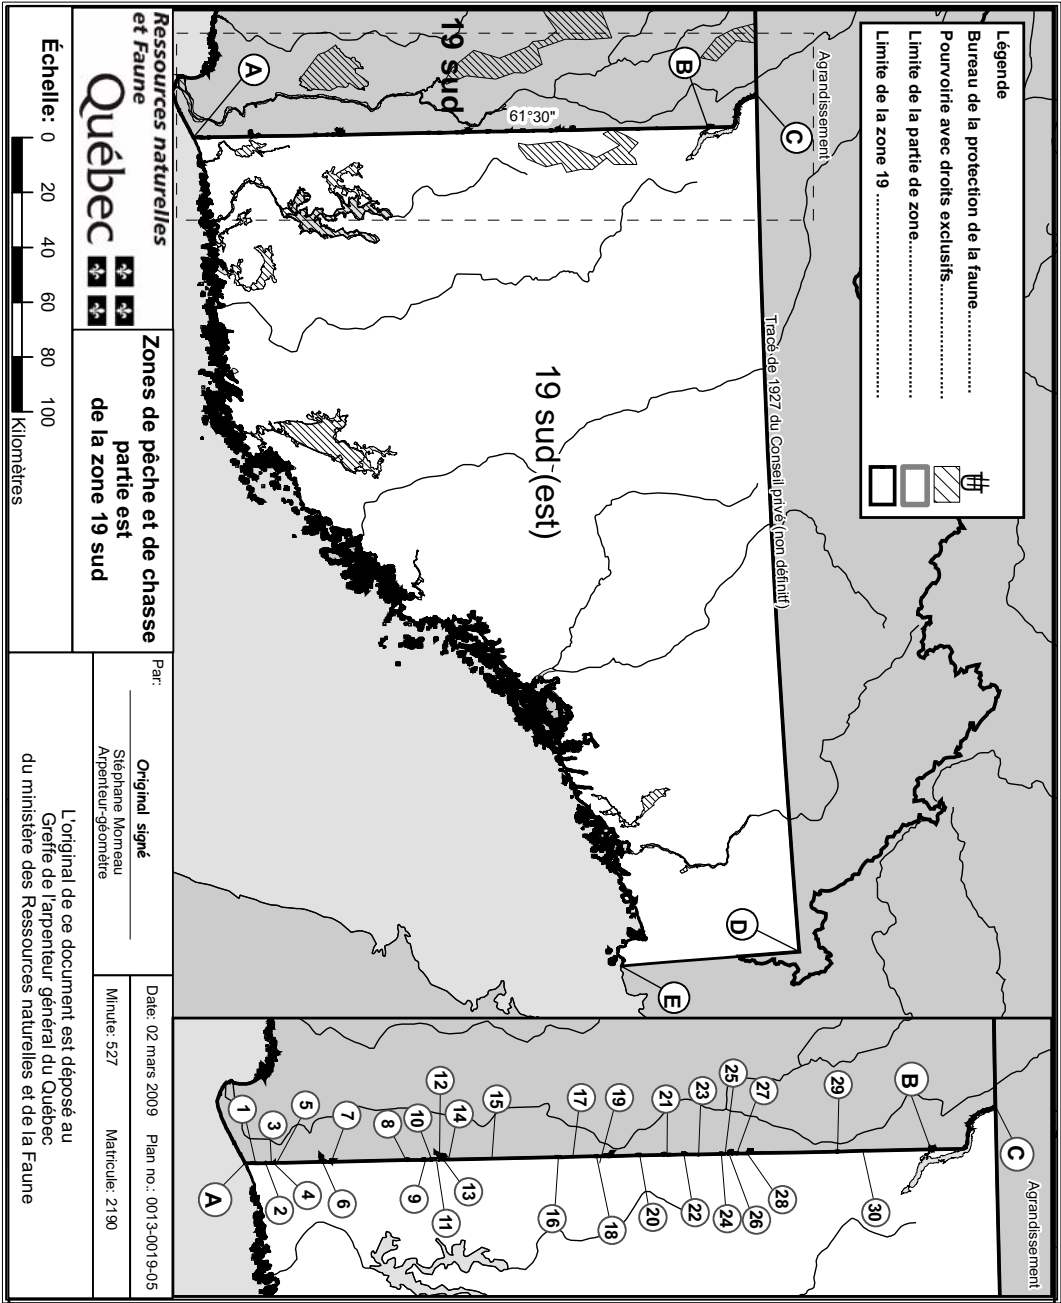 Légende
Bureau de la protection de la faune
Pourvoirie avec droits exclusifs
Limite de la partie de zone
Limite de la zone 19
Agrandissement
19 sud
61°30"
A
B
C
Tracé de 1927 du Conseil privé (non définitf)
19 sud (est)
D
E
Agrandissement
C
B
A
1
2
3
4
5
6
7
8
9
10
11
12
13
14
15
16
17
18
19
20
21
22
23
24
25
26
27
28
29
30
Ressources naturelles
et Faune
Québec
Zones de pêche et de chasse
partie est
de la zone 19 sud
Échelle: 0 20 40 60 80 100
Kilomètres
Par:
Original signé
Stéphane Morneau
Arpenteur-géomètre
Date: 02 mars 2009 Plan no.: 0013-0019-05
Minute: 527 Matricule: 2190
L'original de ce document est déposé au
Greffe de l'arpenteur général du Québec
du ministère des Ressources naturelles et de la Faune